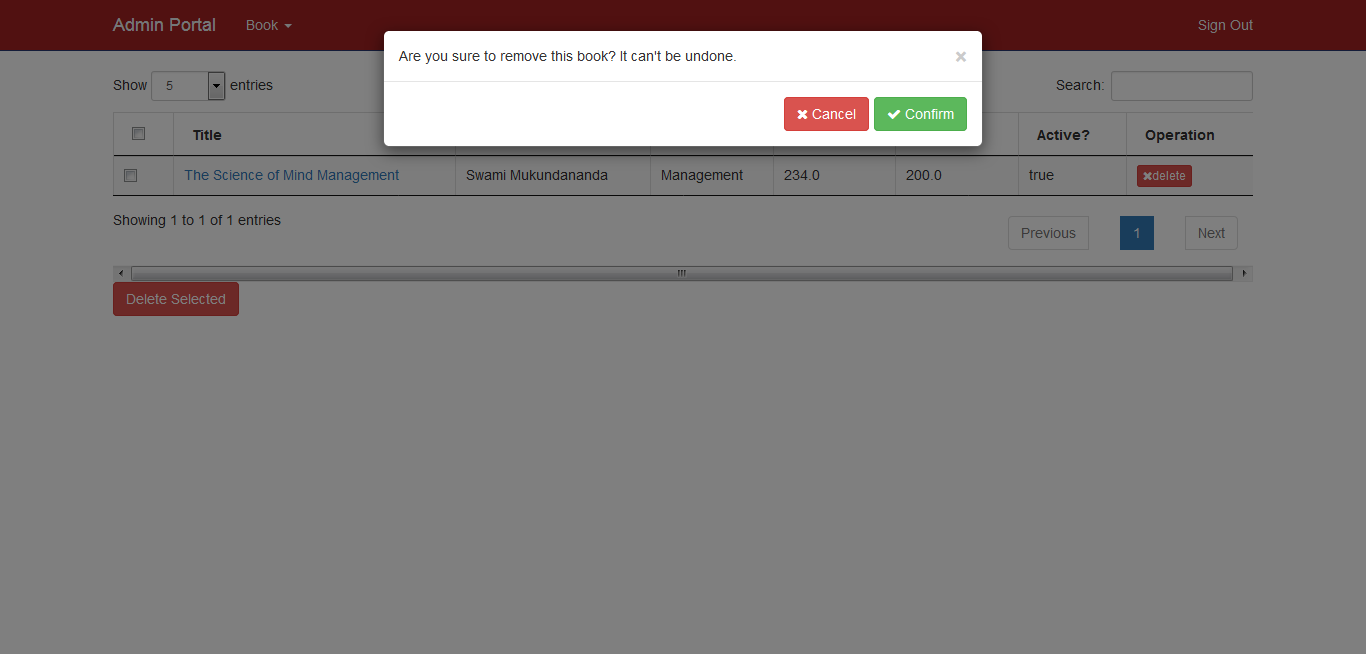 Admin Portal Book Sign Out
Are you sure to remove this book? It can't be undone. ×
Show 5 entries Search:
Cancel Confirm
Title Active? Operation
The Science of Mind Management Swami Mukundananda Management 234.0 200.0 true delete
Showing 1 to 1 of 1 entries
Previous 1 Next
Delete Selected